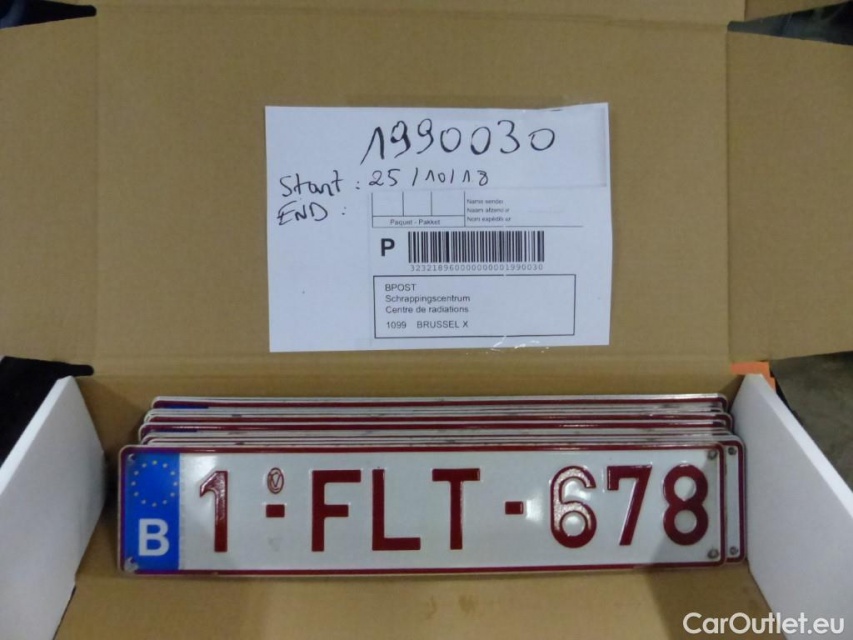 1990030
Start : 25/10/18
END :
Paquet - Pakket
P
323218960000000001990030
BPOST
Schrappingscentrum
Centre de radiations
1099 BRUSSEL X
B 1-FLT-678
CarOutlet.eu